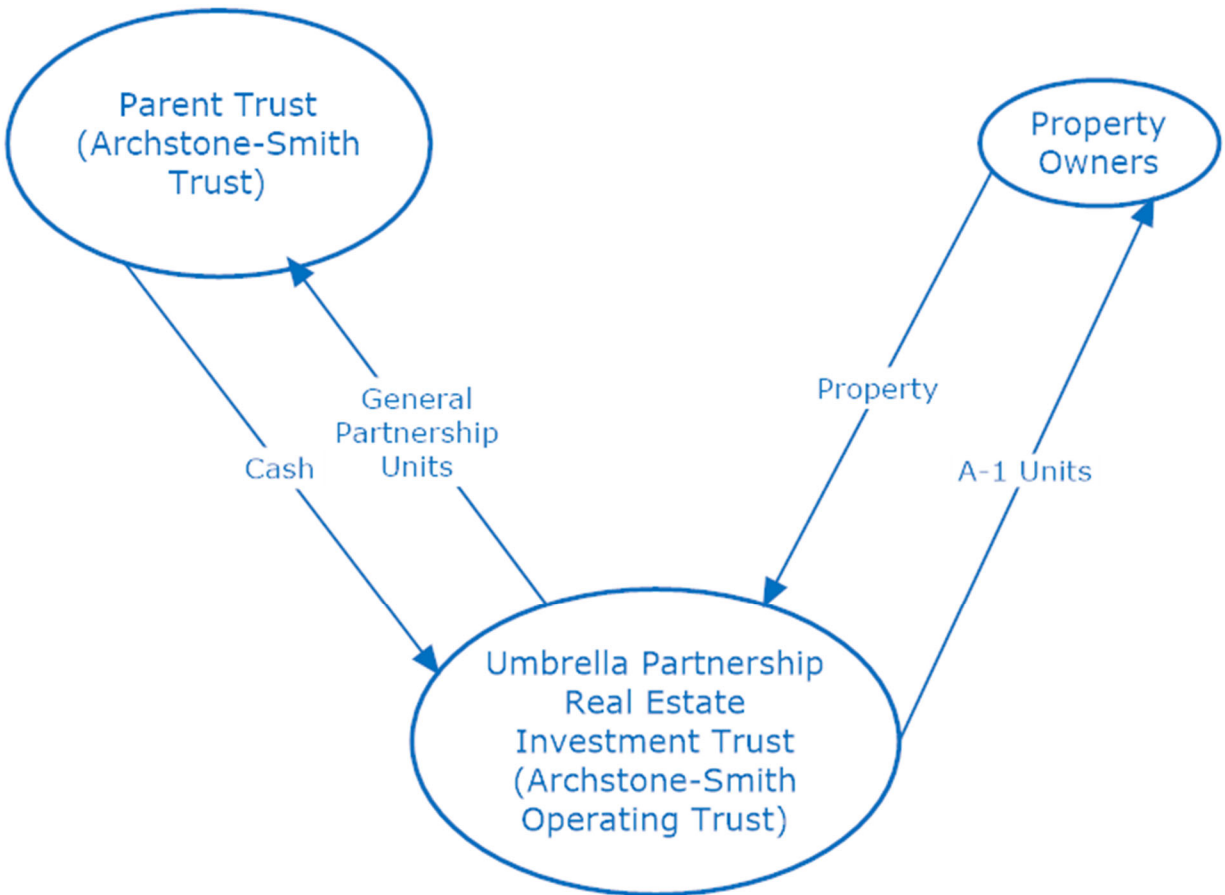 Parent Trust
(Archstone-Smith
Trust)
Property
Owners
General
Partnership
Units
Cash
Property
A-1 Units
Umbrella Partnership
Real Estate
Investment Trust
(Archstone-Smith
Operating Trust)